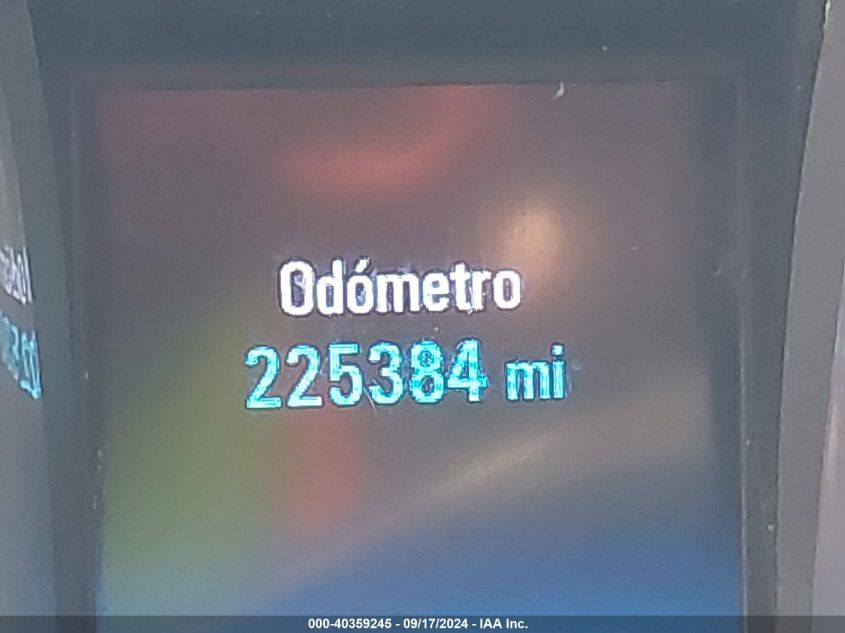 Odómetro
225384 mi
000-40359245 - 09/17/2024 - IAA Inc.